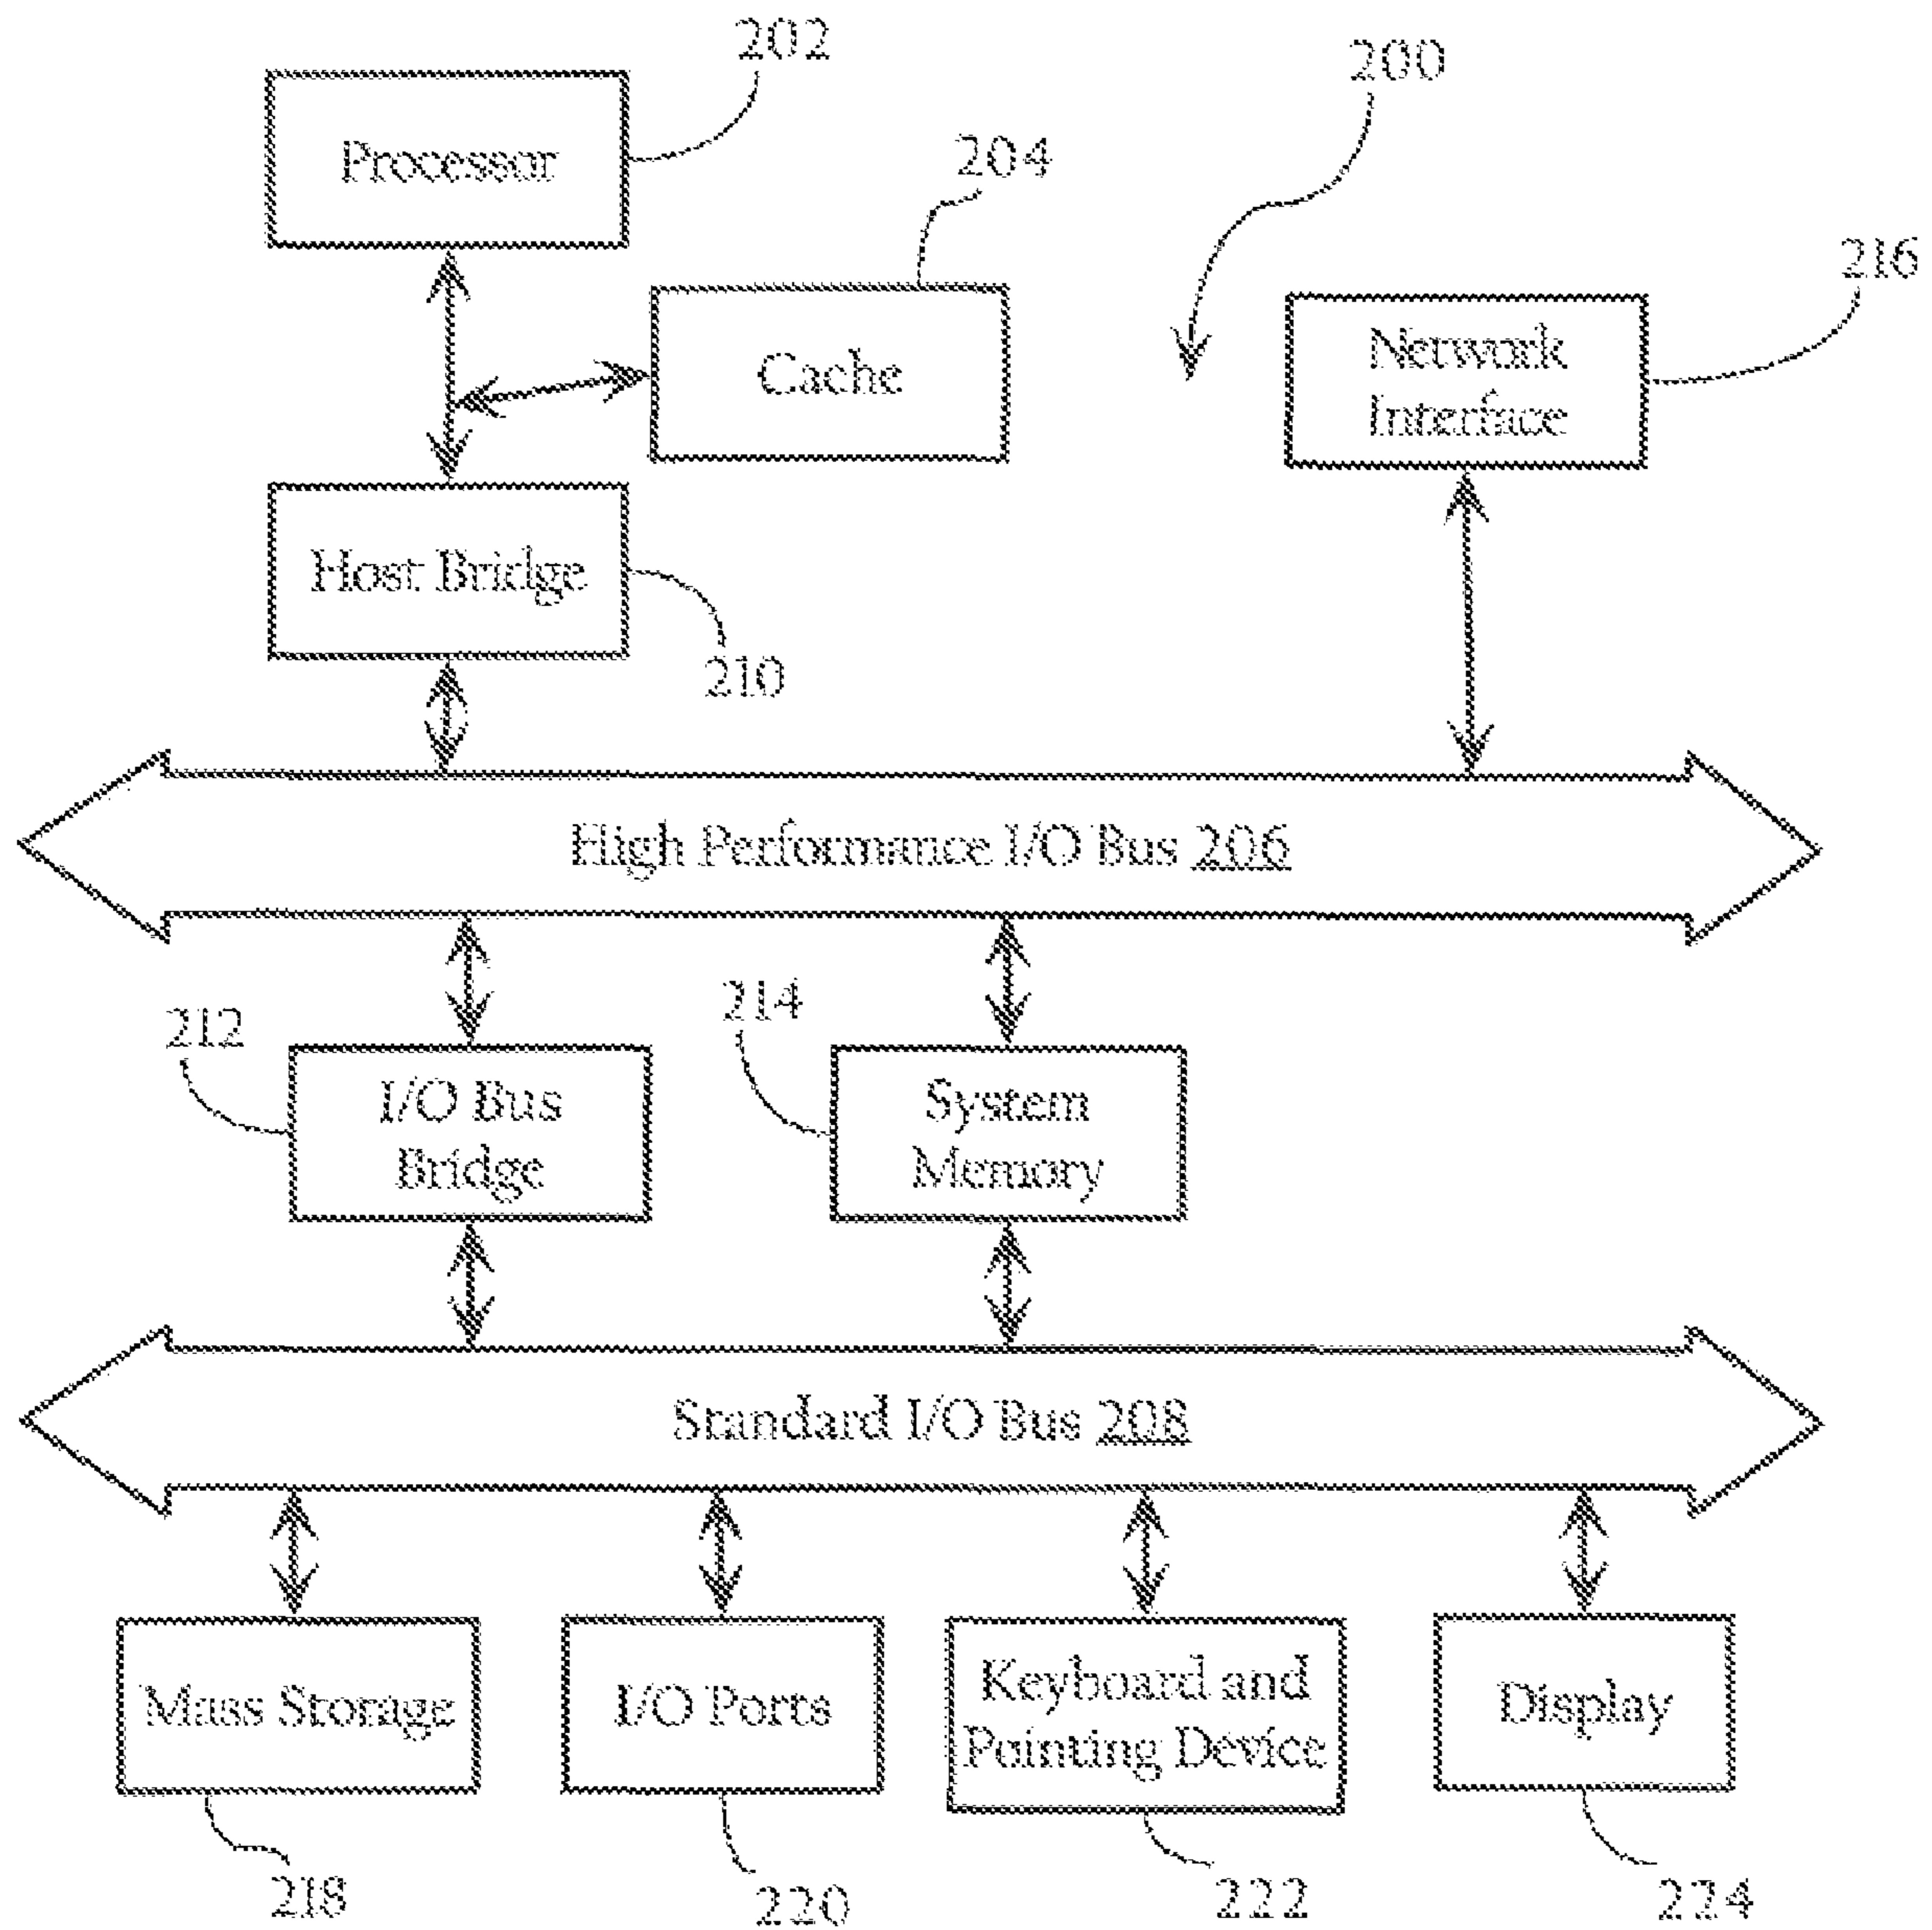 202
200
Processor
204
216
Cache
Network
Interface
Host Bridge
210
High Performance I/O Bus 206
212
214
I/O Bus
Bridge
System
Memory
Standard I/O Bus 208
Mass Storage
I/O Ports
Keyboard and
Pointing Device
Display
218
220
222
224